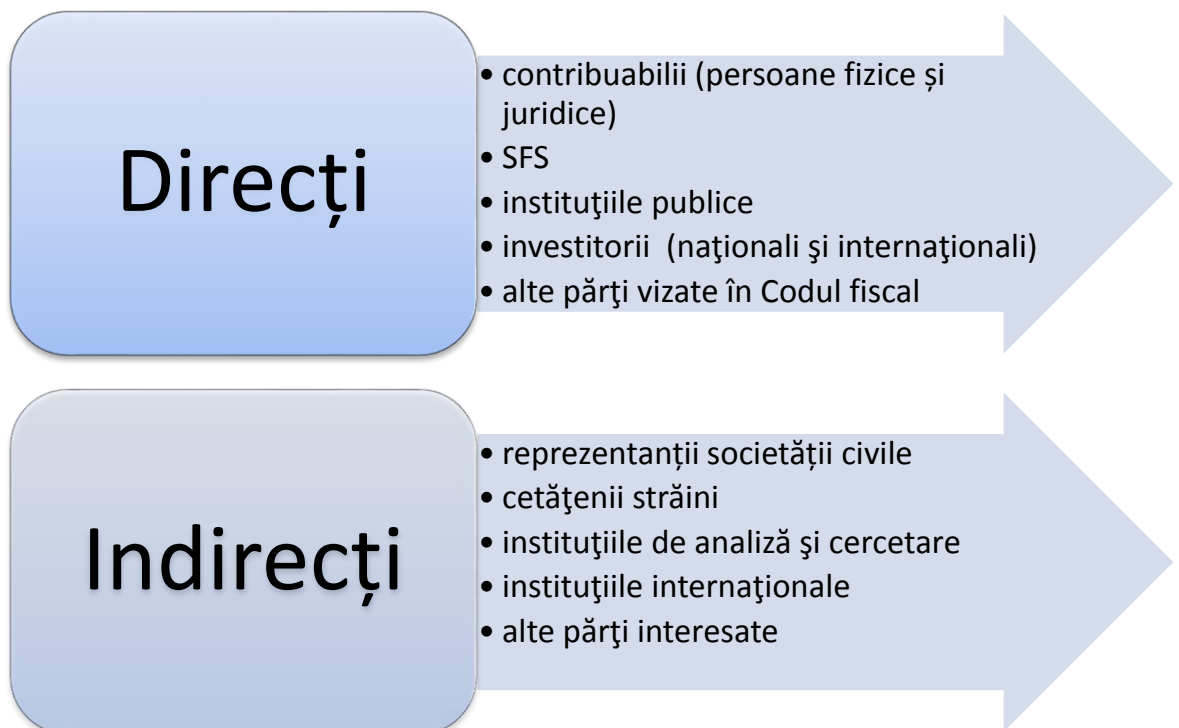 Direcți
• contribuabilii (persoane fizice și
juridice)
• SFS
• instituţiile publice
• investitorii  (naţionali şi internaţionali)
• alte părţi vizate în Codul fiscal
Indirecți
• reprezentanții societății civile
• cetăţenii străini
• instituţiile de analiză şi cercetare
• instituţiile internaţionale
• alte părţi interesate